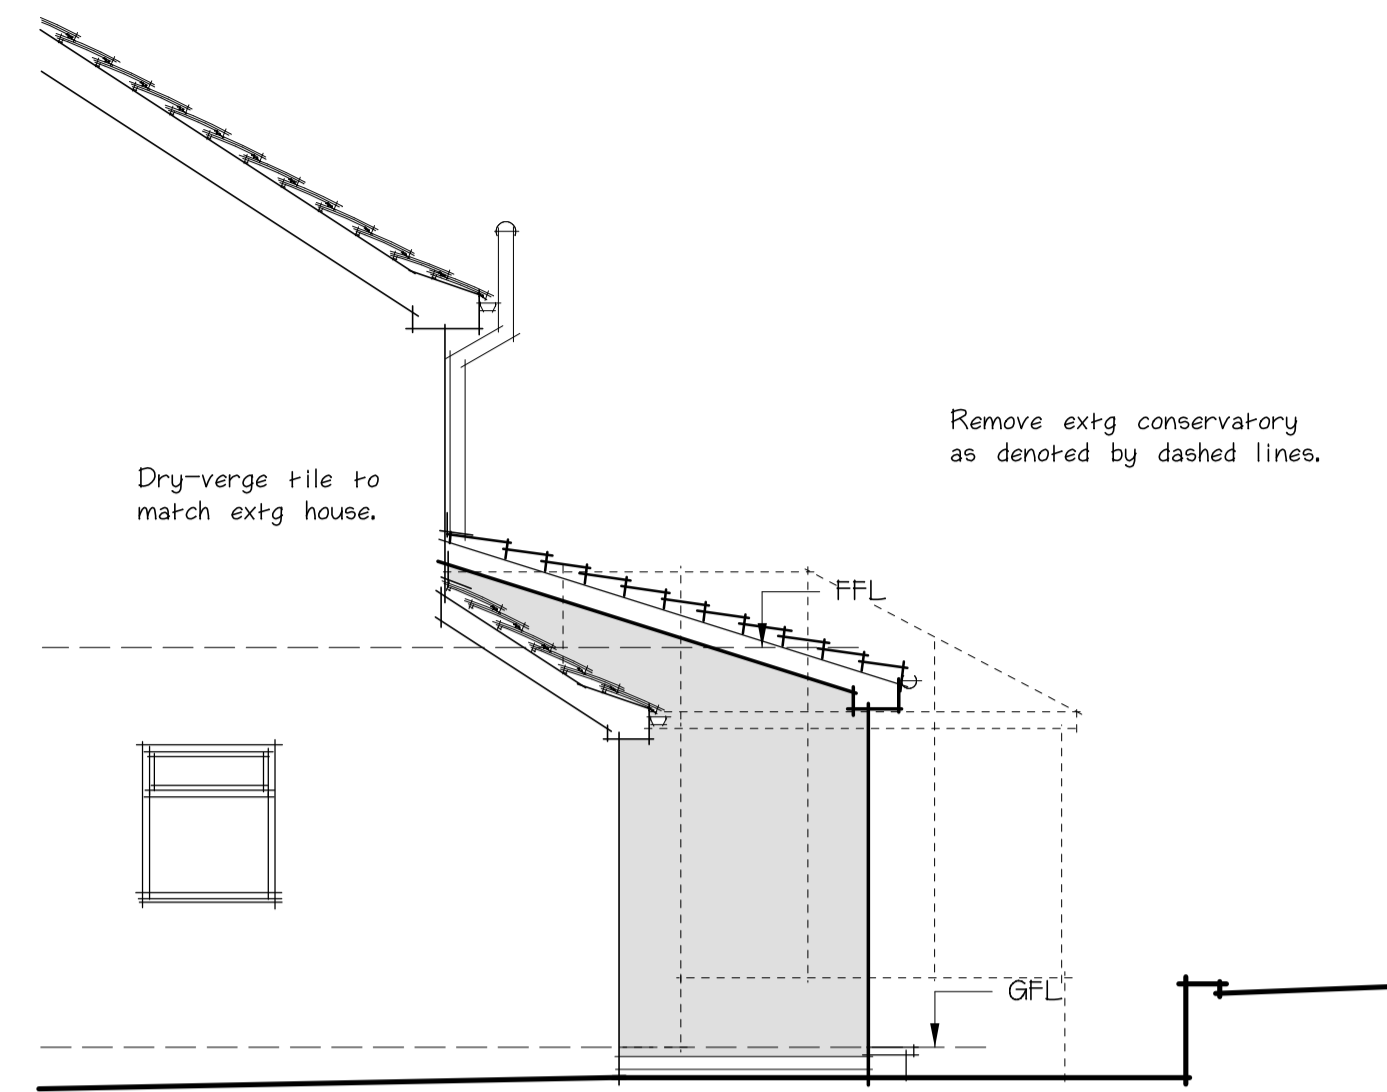 Remove extg conservatory
as denoted by dashed lines.
Dry-verge tile to
match extg house.
FFL
GFL